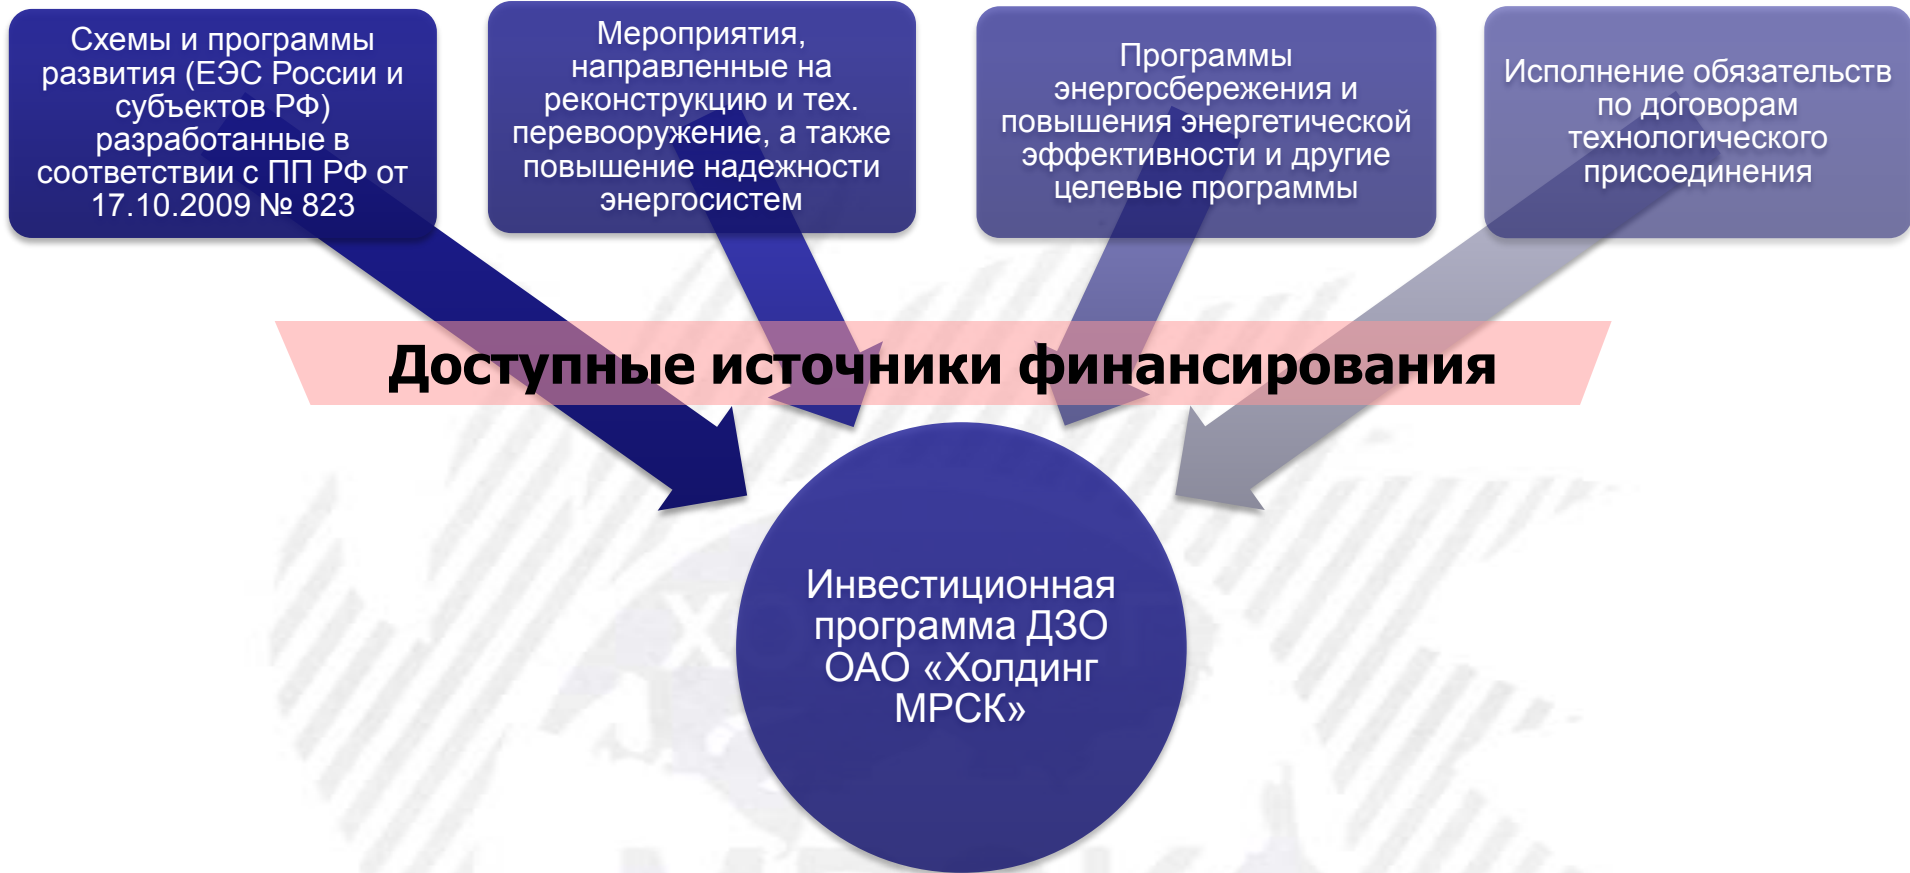 Схемы и программы
развития (ЕЭС России и
субъектов РФ)
разработанные в
соответствии с ПП РФ от
17.10.2009 № 823
Мероприятия,
направленные на
реконструкцию и тех.
перевооружение, а также
повышение надежности
энергосистем
Программы
энергосбережения и
повышения энергетической
эффективности и другие
целевые программы
Исполнение обязательств
по договорам
технологического
присоединения
Доступные источники финансирования
Инвестиционная
программа ДЗО
ОАО «Холдинг
МРСК»